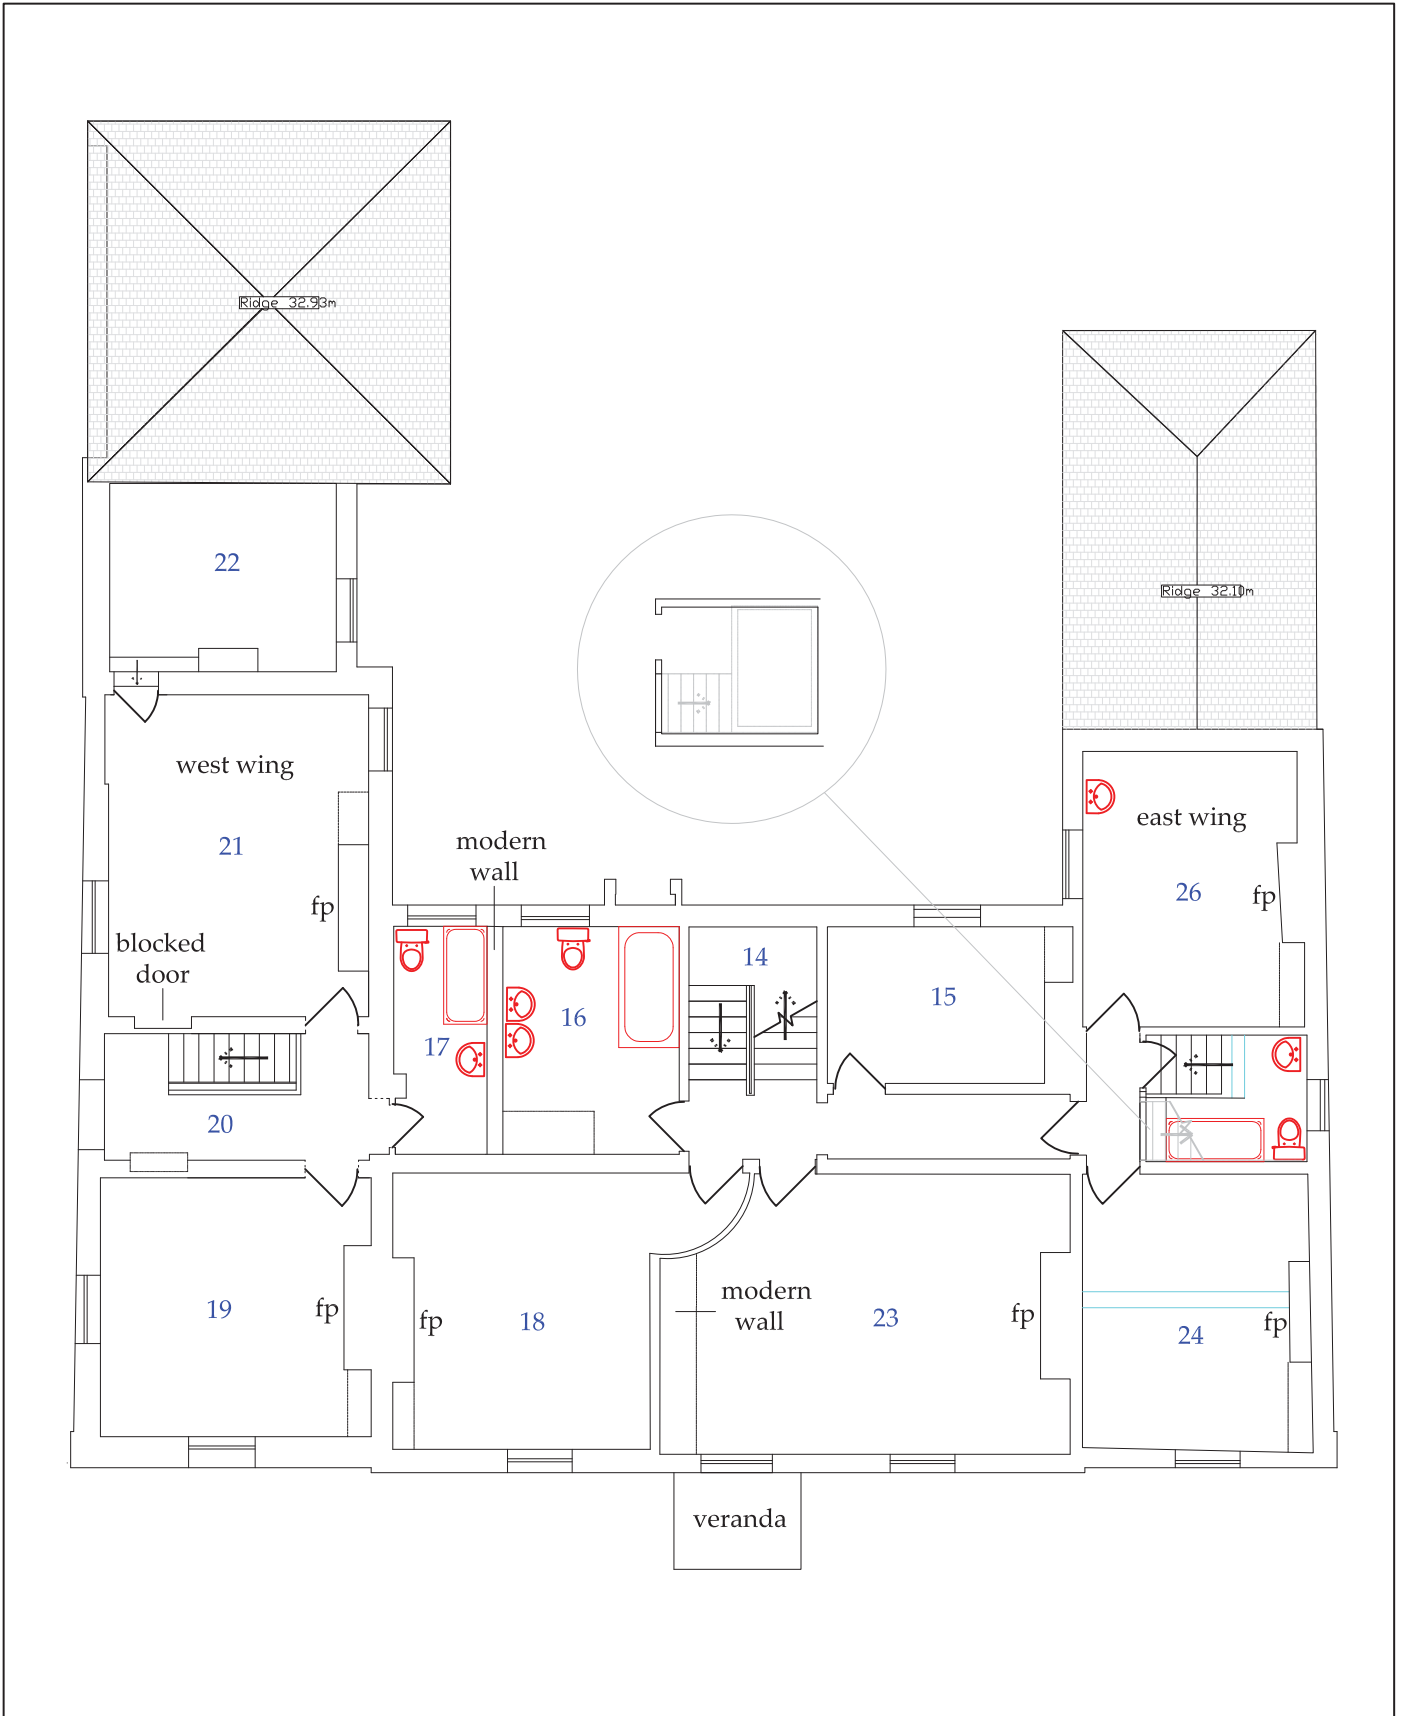 Ridge 32.93m
22
Ridge 32.10m
west wing
21
modern
wall
east wing
26
fp
fp
blocked
door
14
15
16
17
20
19
fp
fp
18
modern
wall
23
fp
24
fp
veranda